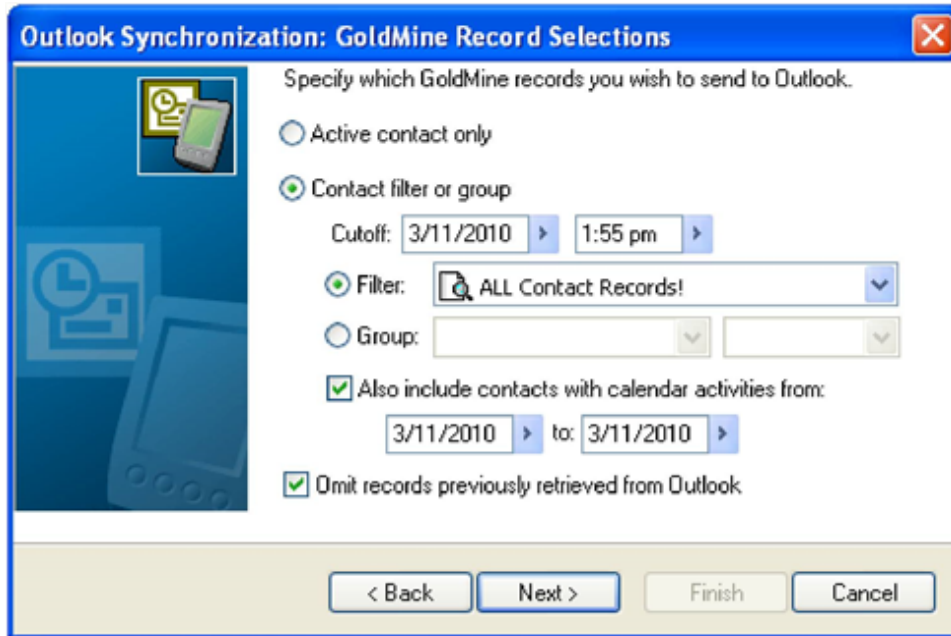 Outlook Synchronization: GoldMine Record Selections
Specify which GoldMine records you wish to send to Outlook.
Active contact only
Contact filter or group
Cutoff: 3/11/2010 1:55 pm
Filter: ALL Contact Records!
Group:
Also include contacts with calendar activities from:
3/11/2010 to: 3/11/2010
Omit records previously retrieved from Outlook
< Back Next > Finish Cancel